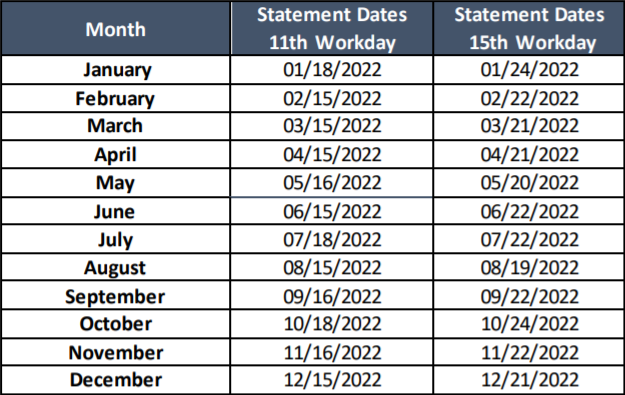 Month Statement Dates 11th Workday Statement Dates 15th Workday
January 01/18/2022 01/24/2022
February 02/15/2022 02/22/2022
March 03/15/2022 03/21/2022
April 04/15/2022 04/21/2022
May 05/16/2022 05/20/2022
June 06/15/2022 06/22/2022
July 07/18/2022 07/22/2022
August 08/15/2022 08/19/2022
September 09/16/2022 09/22/2022
October 10/18/2022 10/24/2022
November 11/16/2022 11/22/2022
December 12/15/2022 12/21/2022